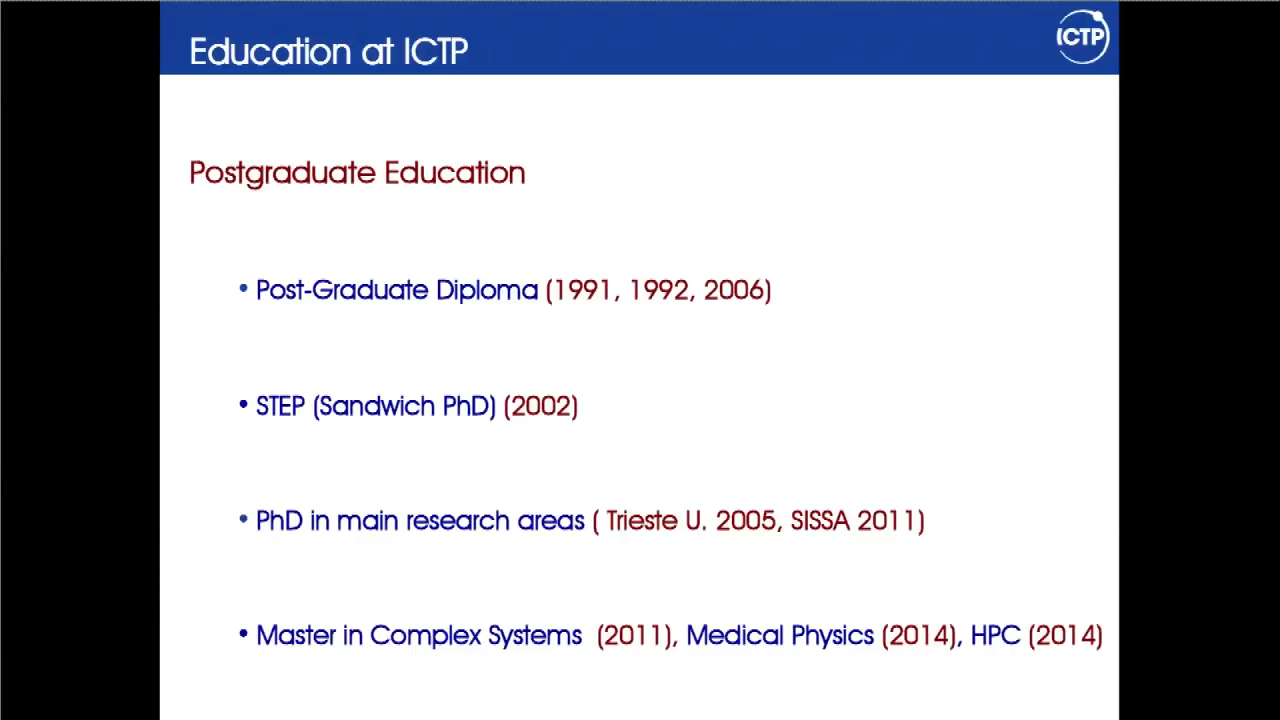 Education at ICTP
ICTP
Postgraduate Education
• Post-Graduate Diploma (1991, 1992, 2006)
• STEP (Sandwich PhD) (2002)
• PhD in main research areas ( Trieste U. 2005, SISSA 2011)
• Master in Complex Systems (2011), Medical Physics (2014), HPC (2014)